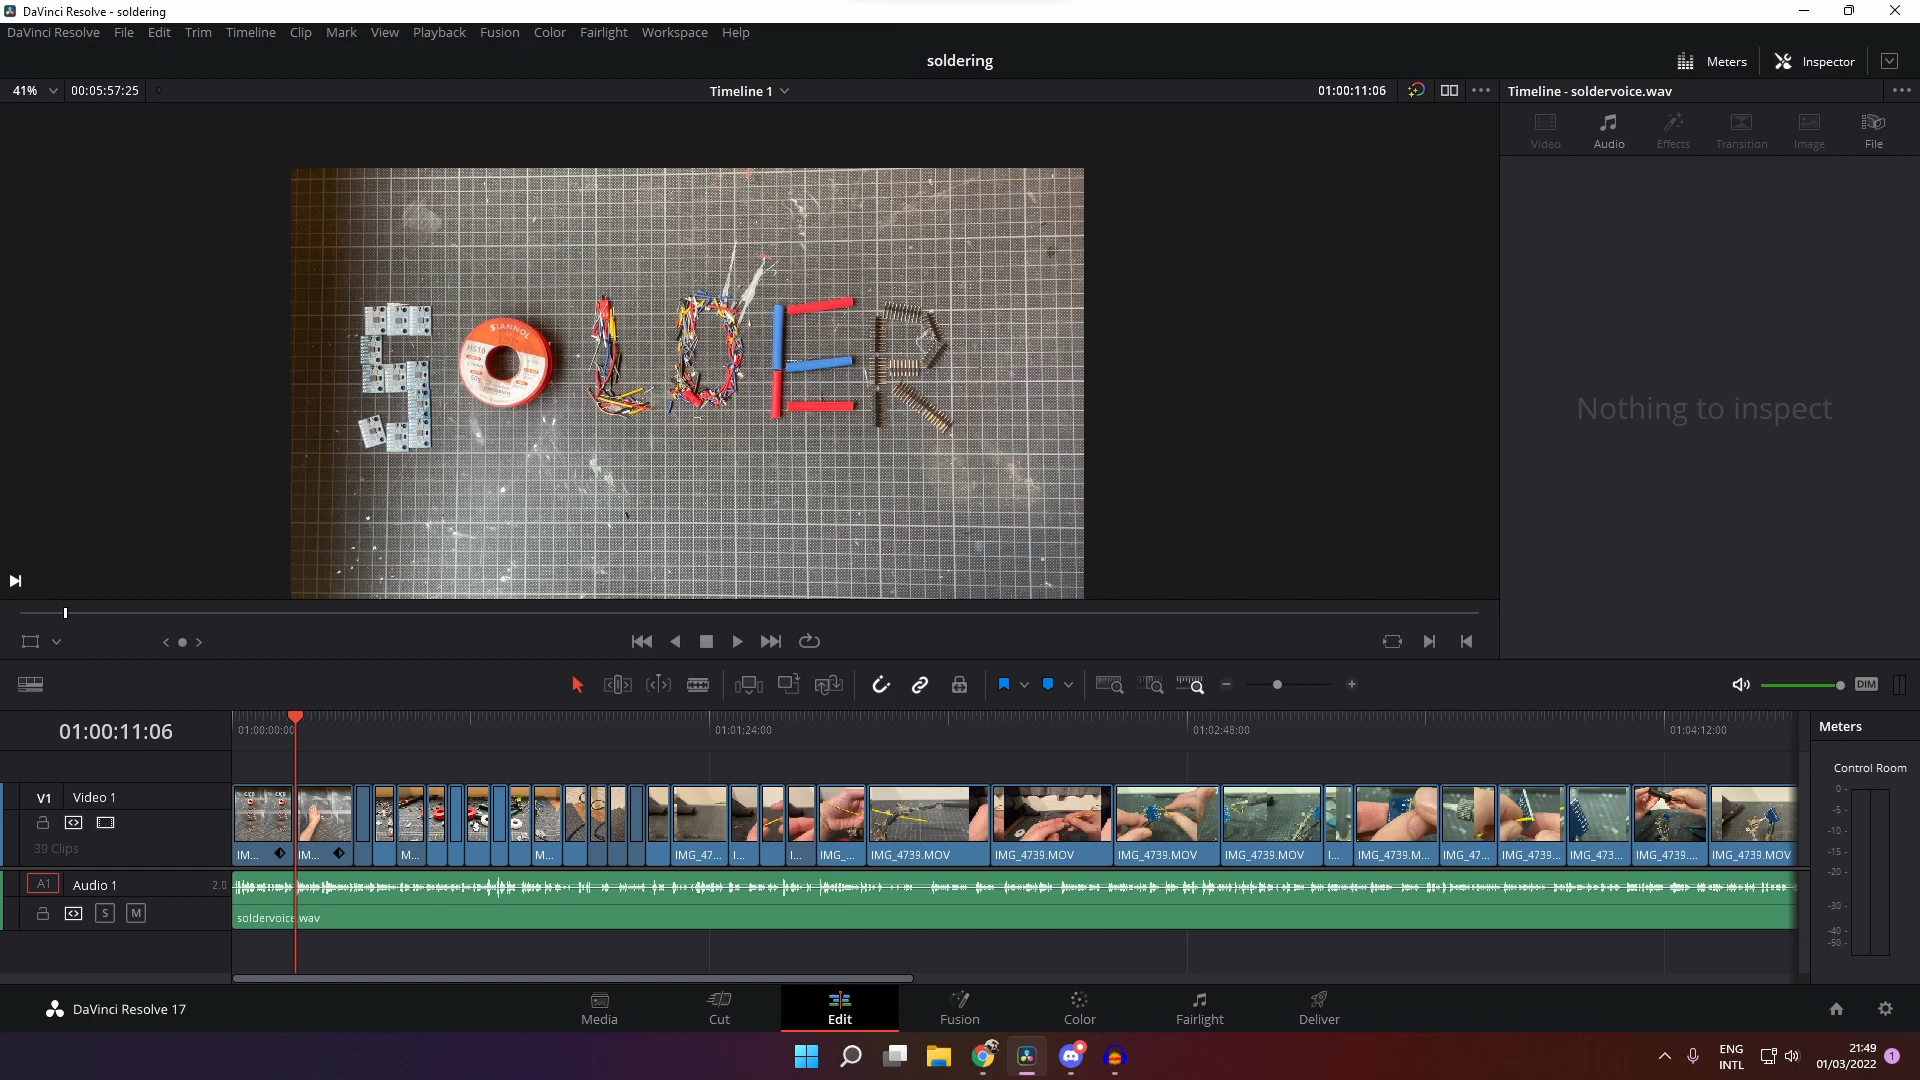 DaVinci Resolve - soldering
DaVinci Resolve File Edit Trim Timeline Clip Mark View Playback Fusion Color Fairlight Workspace Help
soldering
Meters Inspector
41% 00:05:57:25 Timeline 1 01:00:11:06 Timeline - soldervoice.wav
Video Audio Effects Transition Image File
SOLDER
STANNOL
HS10
Nothing to inspect
DIM
01:00:11:06
01:00:00:00 01:01:24:00 01:02:48:00 01:04:12:00
Meters
Control Room
0
-5
-10
-15
-20
-30
-40
-50
V1 Video 1
39 Clips
IM... IM... M... M... IMG_47... I... I... IMG_... IMG_4739.MOV IMG_4739.MOV IMG_4739.MOV IMG_4739.MOV I... IMG_4739.M... IMG_47... IMG_4739... IMG_473... IMG_4739.... IMG_4739.MOV
A1 Audio 1 2.0
S M
soldervoice.wav
DaVinci Resolve 17
Media Cut Edit Fusion Color Fairlight Deliver
ENG
INTL
21:49
01/03/2022
1